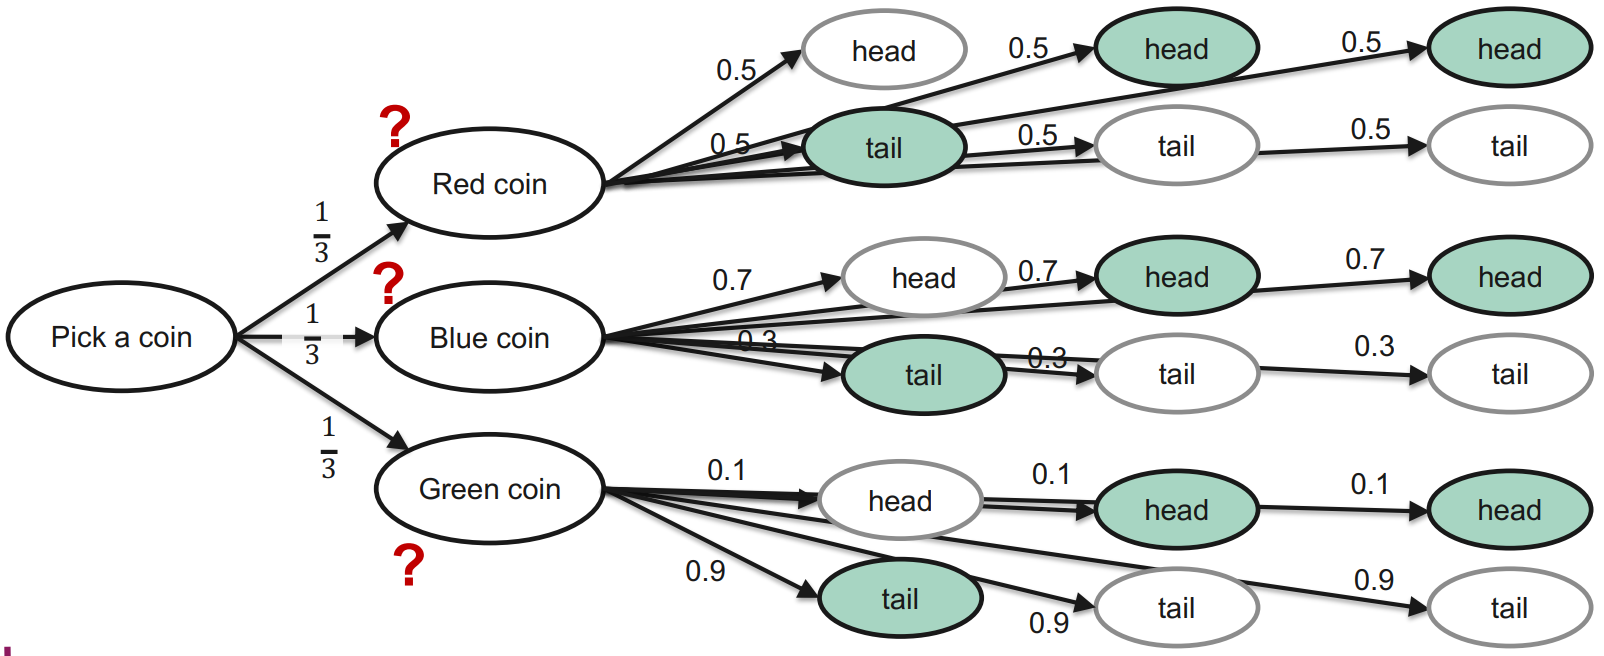 head
0.5
head
0.5
head
0.5
?
Red coin
0.5
tail
0.5
tail
0.5
tail
1
3
?
Pick a coin
1
3
Blue coin
0.7
head
0.7
head
0.7
head
0.3
tail
0.3
tail
0.3
tail
1
3
Green coin
?
0.1
head
0.1
head
0.1
head
0.9
tail
0.9
tail
0.9
tail